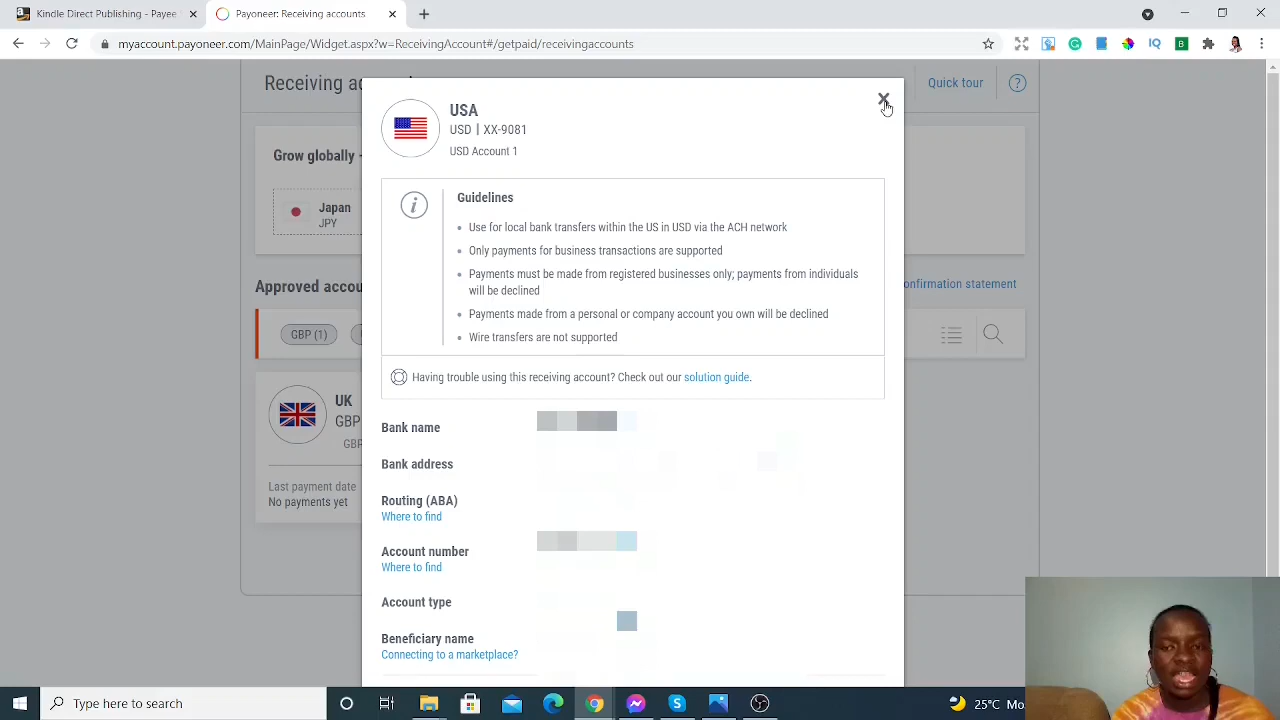 Kindle Direct Publishing - Payee
Payoneer: Receiving accounts
myaccount.payoneer.com/MainPage/Widget.aspx?w=ReceivingAccount#/getpaid/receivingaccounts
IQ
B
Receiving ac
Quick tour
?
Grow globally -
Japan
JPY
Approved accou
onfirmation statement
GBP (1)
UK
GBP
GBP
Last payment date
No payments yet
USA
USD | XX-9081
USD Account 1
i
Guidelines
Use for local bank transfers within the US in USD via the ACH network
Only payments for business transactions are supported
Payments must be made from registered businesses only; payments from individuals
will be declined
Payments made from a personal or company account you own will be declined
Wire transfers are not supported
Having trouble using this receiving account? Check out our solution guide.
Bank name
Bank address
Routing (ABA)
Where to find
Account number
Where to find
Account type
Beneficiary name
Connecting to a marketplace?
Type here to search
25°C Mo